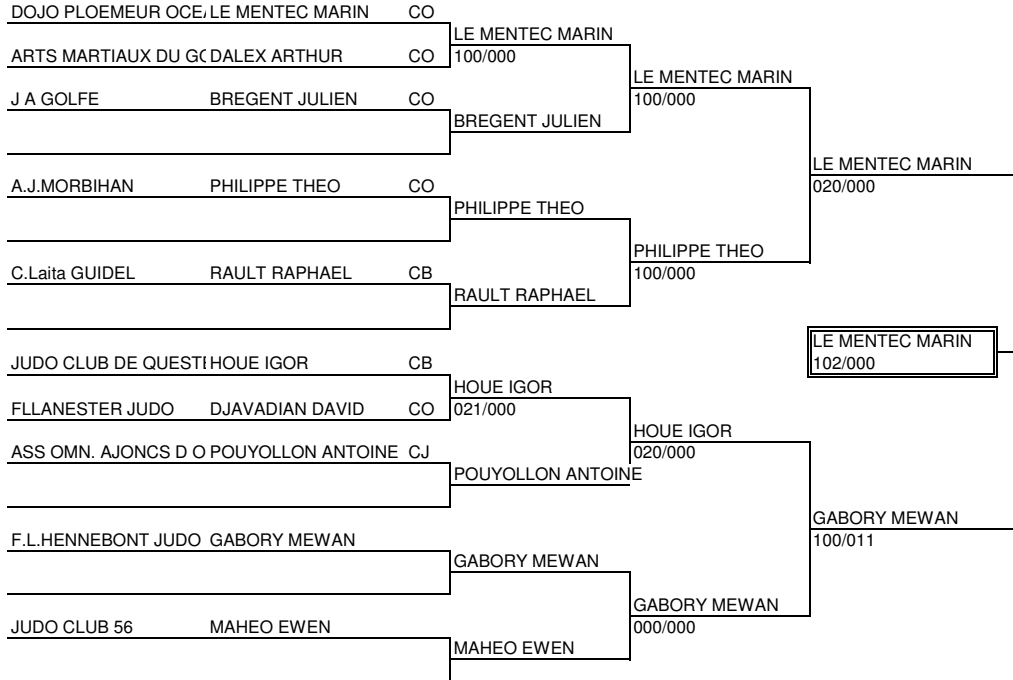 DOJO PLOEMEUR OCEA LE MENTEC MARIN CO
LE MENTEC MARIN
ARTS MARTIAUX DU GO DALEX ARTHUR CO 100/000
LE MENTEC MARIN
J A GOLFE BREGENT JULIEN CO 100/000
BREGENT JULIEN
LE MENTEC MARIN
A.J.MORBIHAN PHILIPPE THEO CO 020/000
PHILIPPE THEO
PHILIPPE THEO
C.Laita GUIDEL RAULT RAPHAEL CB 100/000
RAULT RAPHAEL
LE MENTEC MARIN
JUDO CLUB DE QUESTE HOUE IGOR CB 102/000
HOUE IGOR
FLLANESTER JUDO DJAVADIAN DAVID CO 021/000
HOUE IGOR
ASS OMN. AJONCS D O POUYOLLON ANTOINE CJ 020/000
POUYOLLON ANTOINE
GABORY MEWAN
F.L.HENNEBONT JUDO GABORY MEWAN 100/011
GABORY MEWAN
GABORY MEWAN
JUDO CLUB 56 MAHEO EWEN 000/000
MAHEO EWEN